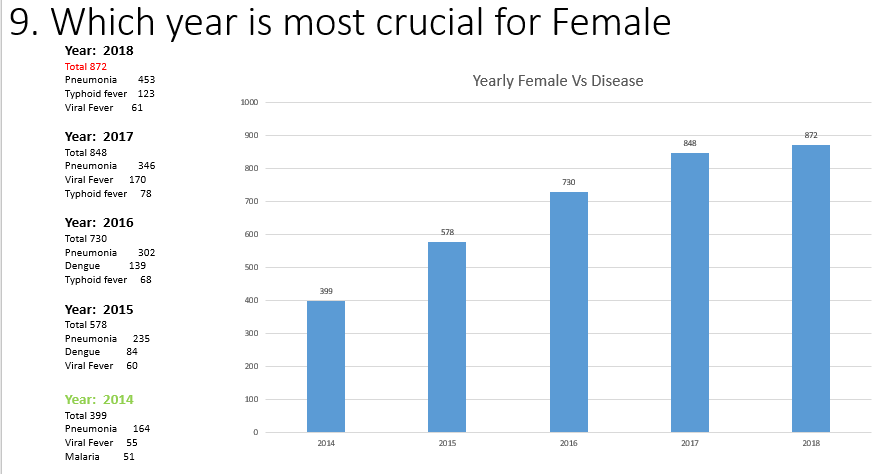 9. Which year is most crucial for Female
Year: 2018
Total 872
Pneumonia 453
Typhoid fever 123
Viral Fever 61
Year: 2017
Total 848
Pneumonia 346
Viral Fever 170
Typhoid fever 78
Year: 2016
Total 730
Pneumonia 302
Dengue 139
Typhoid fever 68
Year: 2015
Total 578
Pneumonia 235
Dengue 84
Viral Fever 60
Year: 2014
Total 399
Pneumonia 164
Viral Fever 55
Malaria 51
Yearly Female Vs Disease
1000
900
800
700
600
500
400
300
200
100
0
399
578
730
848
872
2014 2015 2016 2017 2018